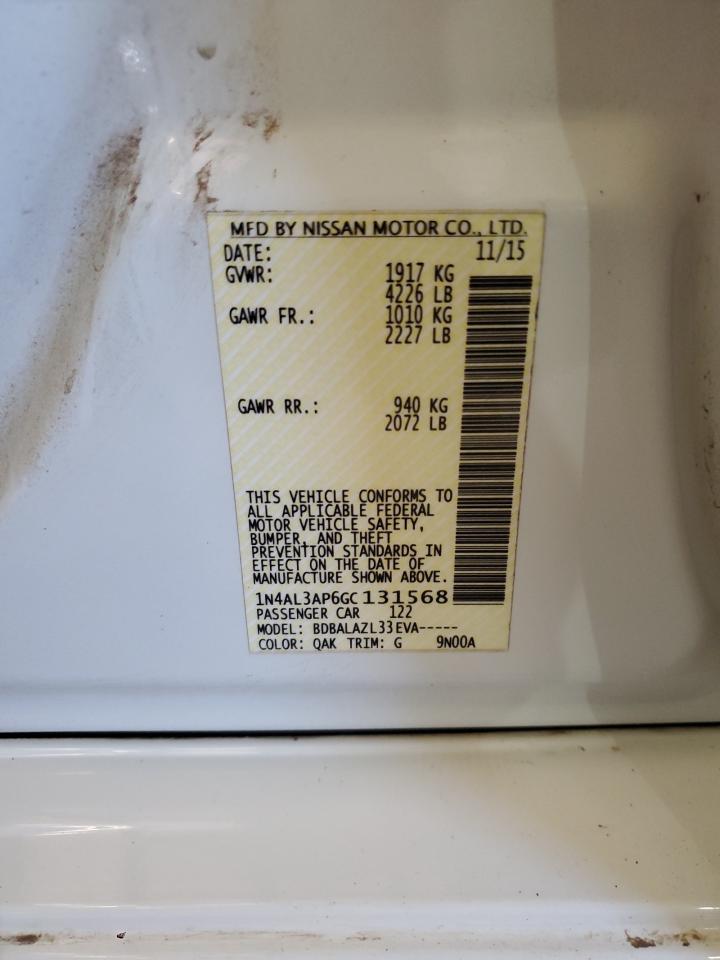 MFD BY NISSAN MOTOR CO., LTD.
DATE: 11/15
GVWR: 1917 KG
4226 LB
GAWR FR.: 1010 KG
2227 LB
GAWR RR.: 940 KG
2072 LB
THIS VEHICLE CONFORMS TO
ALL APPLICABLE FEDERAL
MOTOR VEHICLE SAFETY,
BUMPER, AND THEFT
PREVENTION STANDARDS IN
EFFECT ON THE DATE OF
MANUFACTURE SHOWN ABOVE.
1N4AL3AP6GC131568
PASSENGER CAR 122
MODEL: BDBALAZL33EVA-----
COLOR: QAK TRIM: G 9N00A